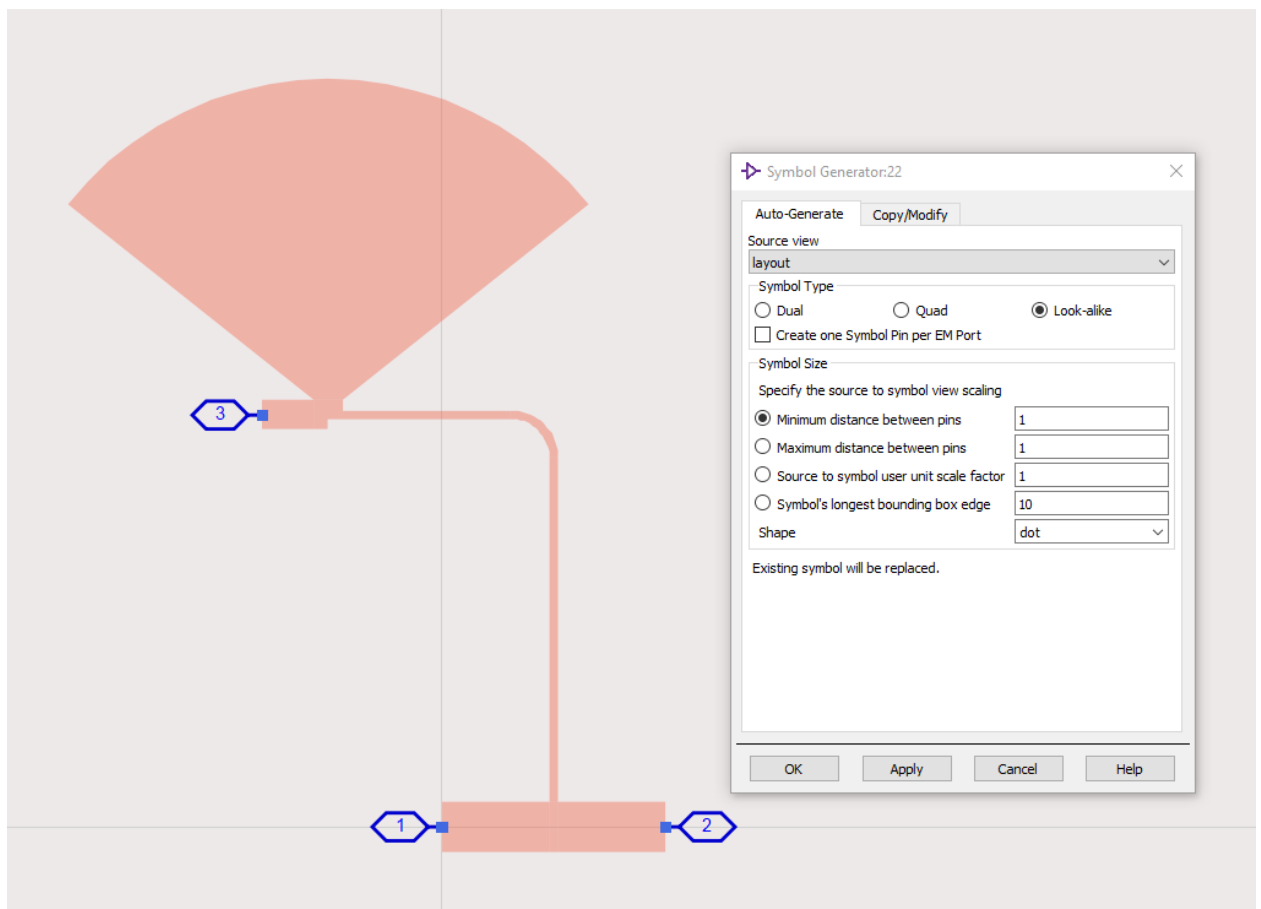 Symbol Generator:22
Auto-Generate Copy/Modify
Source view
layout
Symbol Type
Dual Quad Look-alike
Create one Symbol Pin per EM Port
Symbol Size
Specify the source to symbol view scaling
Minimum distance between pins 1
Maximum distance between pins 1
Source to symbol user unit scale factor 1
Symbol's longest bounding box edge 10
Shape dot
Existing symbol will be replaced.
OK Apply Cancel Help
3
1 2